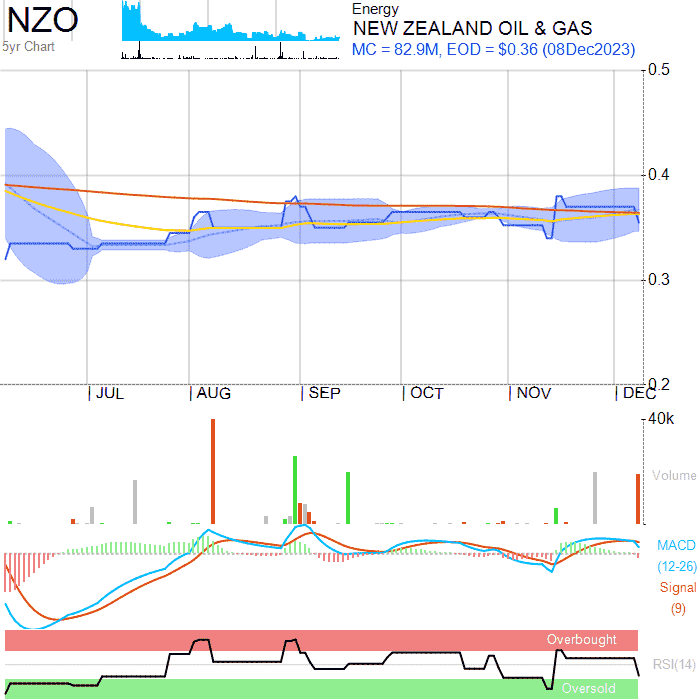 NZO
5yr Chart
Energy
NEW ZEALAND OIL & GAS
MC = 82.9M, EOD = $0.36 (08Dec2023)
0.5
0.4
0.3
0.2
JUL AUG SEP OCT NOV DEC
40k
Volume
MACD
(12-26)
Signal
(9)
Overbought
RSI(14)
Oversold